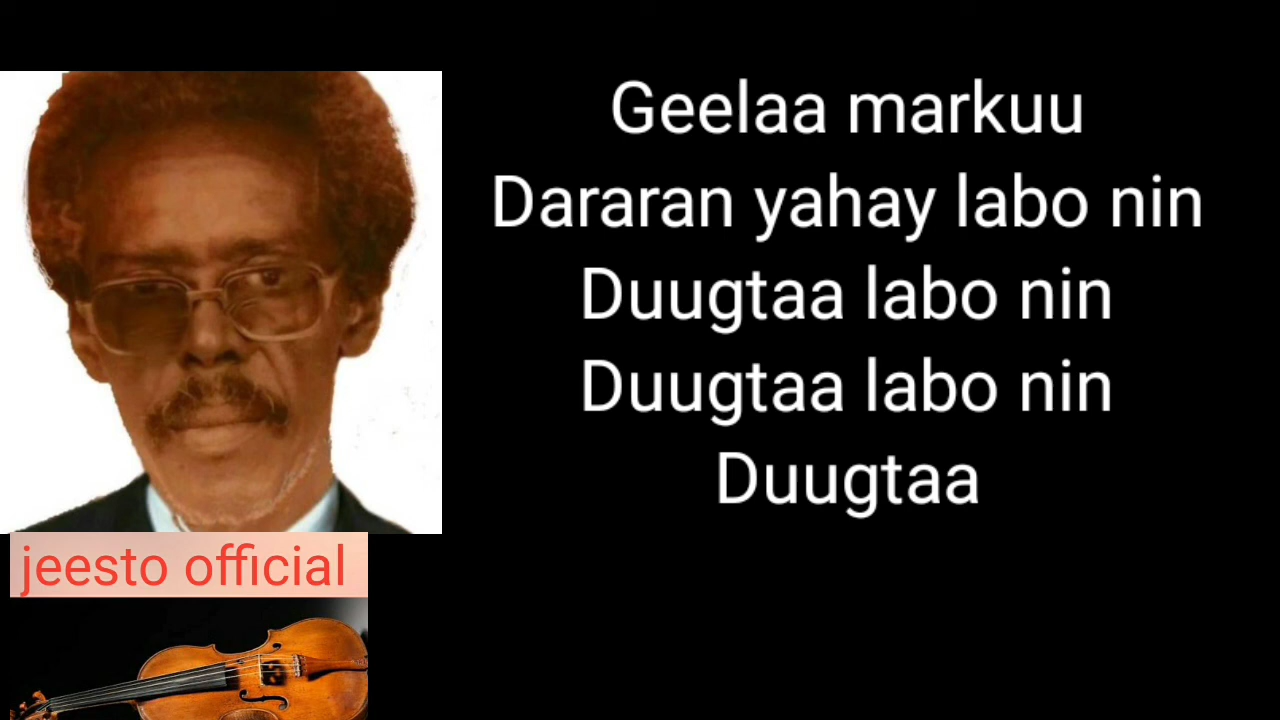 Geelaa markuu
Dararan yahay labo nin
Duugtaa labo nin
Duugtaa labo nin
Duugtaa
jeesto official